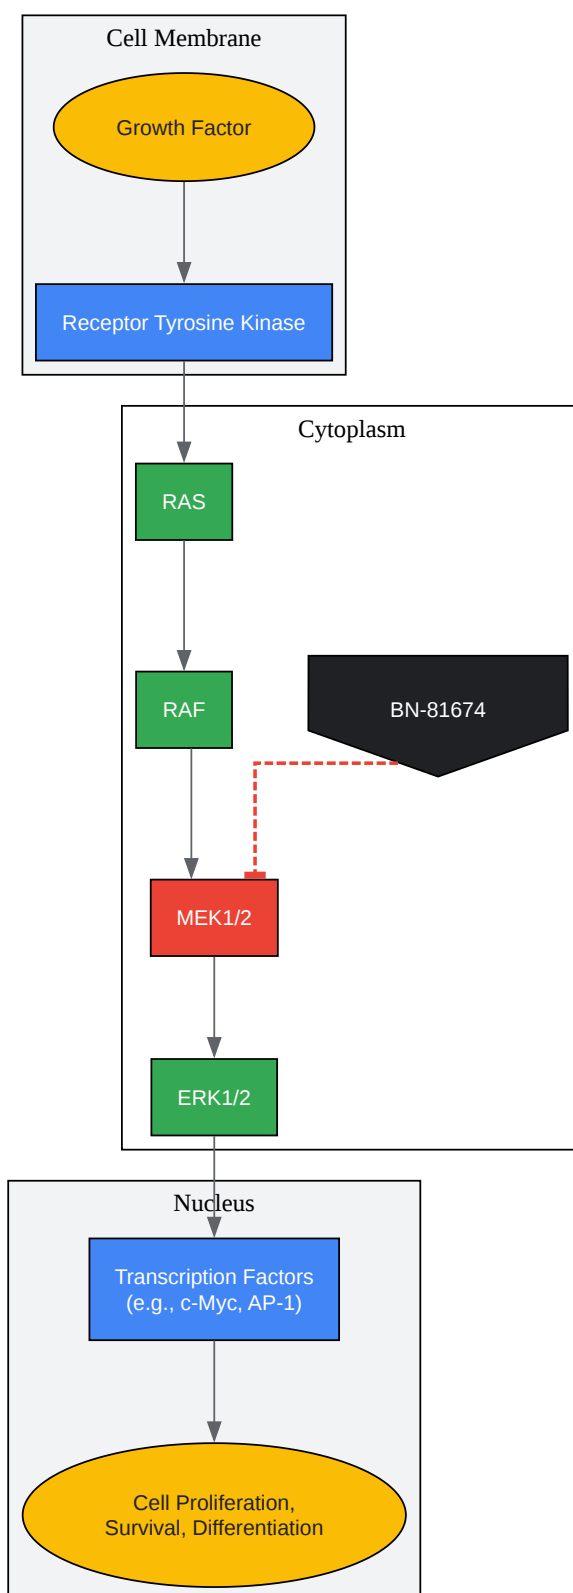 Cell Membrane
Growth Factor
Receptor Tyrosine Kinase
Cytoplasm
RAS
RAF
BN-81674
MEK1/2
ERK1/2
Nucleus
Transcription Factors
(e.g., c-Myc, AP-1)
Cell Proliferation,
Survival, Differentiation